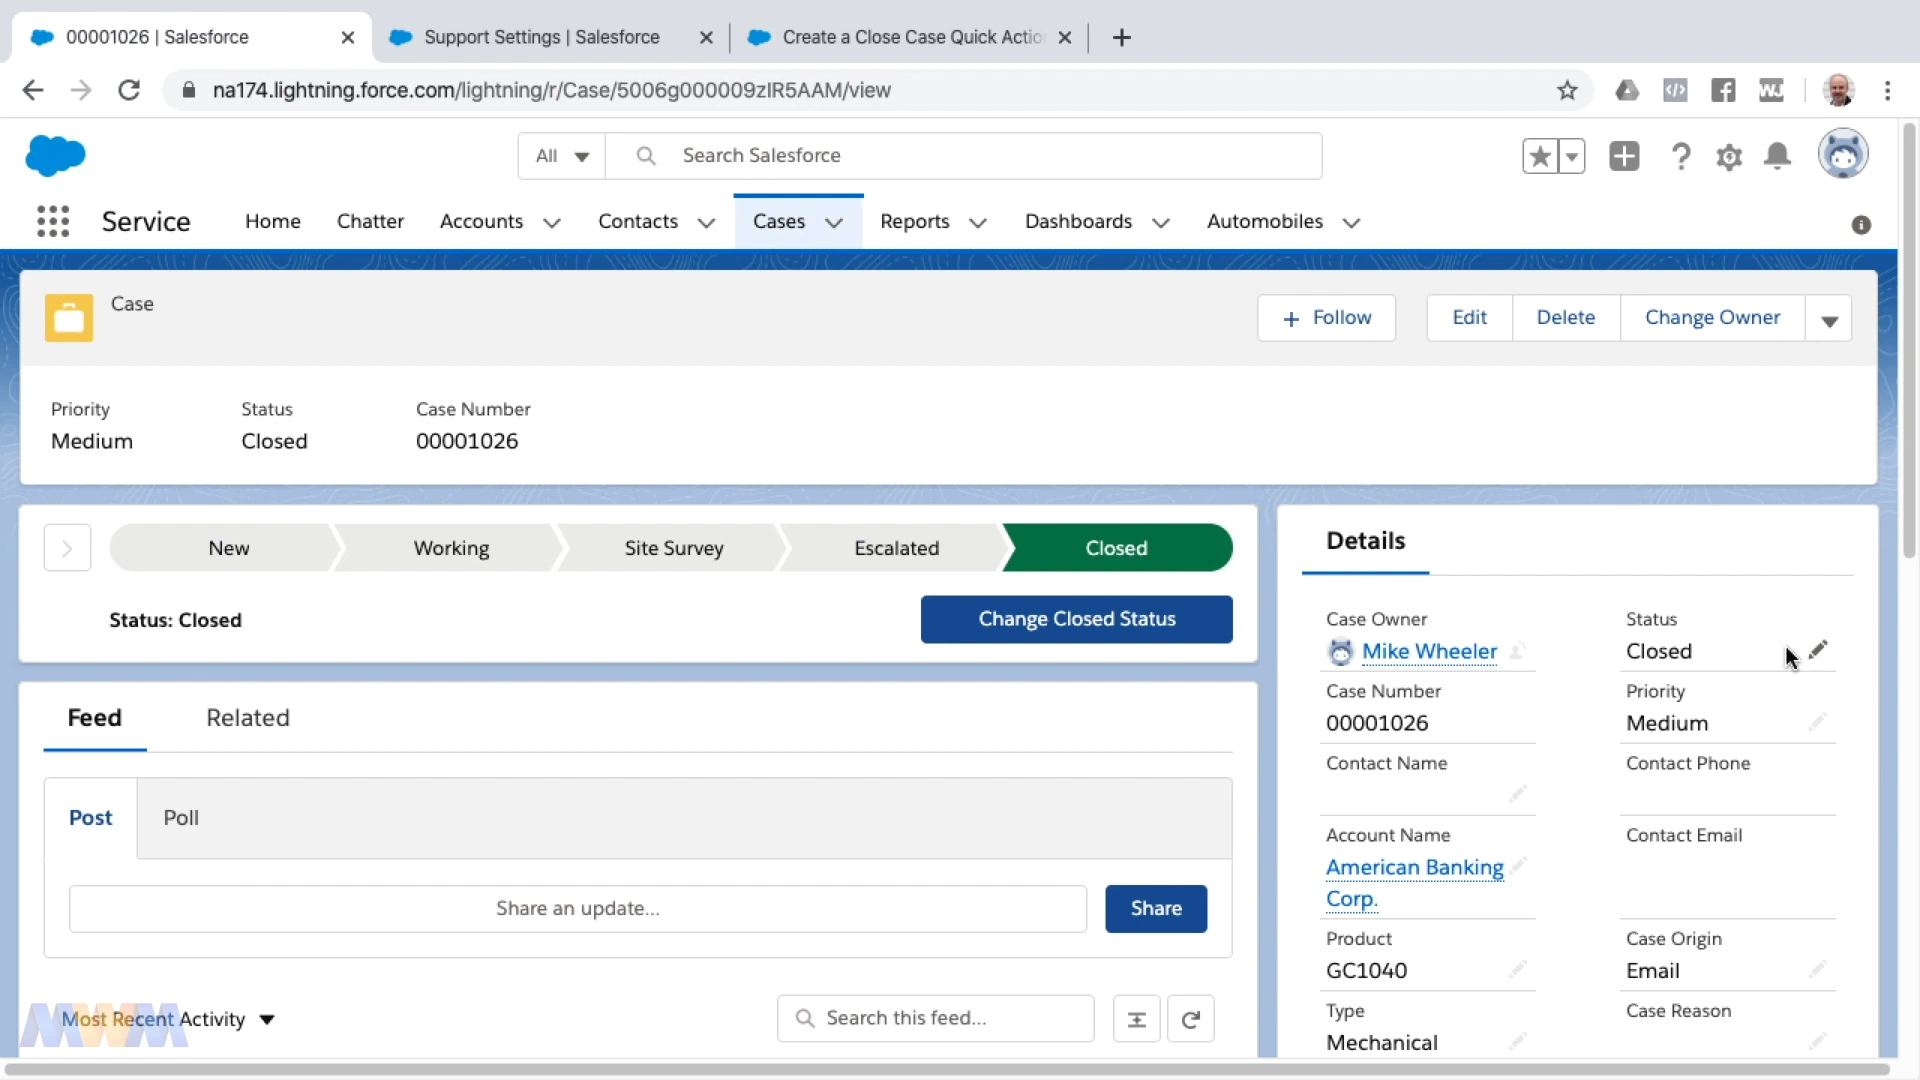 00001026 | Salesforce
Support Settings | Salesforce
Create a Close Case Quick Actio
na174.lightning.force.com/lightning/r/Case/5006g000009zIR5AAM/view
All
Search Salesforce
Service
Home
Chatter
Accounts
Contacts
Cases
Reports
Dashboards
Automobiles
Case
+ Follow
Edit
Delete
Change Owner
Priority
Medium
Status
Closed
Case Number
00001026
New
Working
Site Survey
Escalated
Closed
Status: Closed
Change Closed Status
Feed
Related
Post
Poll
Share an update...
Share
Most Recent Activity
MWM
Search this feed...
Details
Case Owner
Mike Wheeler
Status
Closed
Case Number
00001026
Priority
Medium
Contact Name
Contact Phone
Account Name
American Banking
Corp.
Contact Email
Product
GC1040
Case Origin
Email
Type
Mechanical
Case Reason